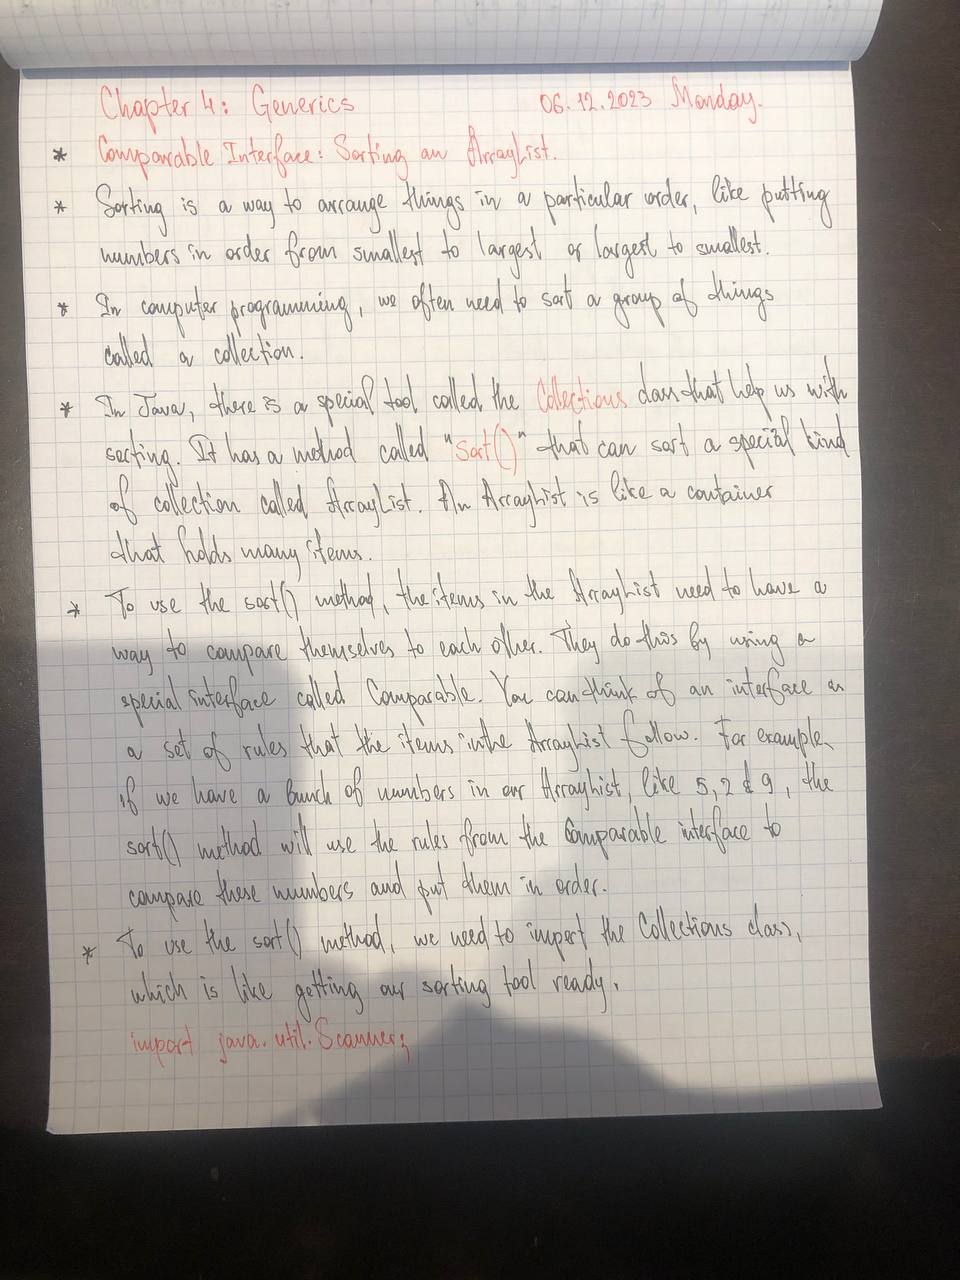 Chapter 4: Generics 06.12.2023 Monday.
* Comparable Interface: Sorting an ArrayList.
* Sorting is a way to arrange things in a particular order, like putting
numbers in order from smallest to largest or largest to smallest.
* In computer programming, we often need to sort a group of things
called a collection.
* In Java, there is a special tool called the Collections class that help us with
sorting. It has a method called "Sort()" that can sort a special kind
of collection called ArrayList. An ArrayList is like a container
that holds many items.
* To use the sort() method, the items in the ArrayList need to have a
way to compare themselves to each other. They do this by using a
special interface called Comparable. You can think of an interface as
a set of rules that the items in the ArrayList follow. For example,
if we have a bunch of numbers in our ArrayList, like 5, 2 & 9, the
sort() method will use the rules from the Comparable interface to
compare these numbers and put them in order.
* To use the sort() method, we need to import the Collections class,
which is like getting our sorting tool ready.
import java.util.Scanner;